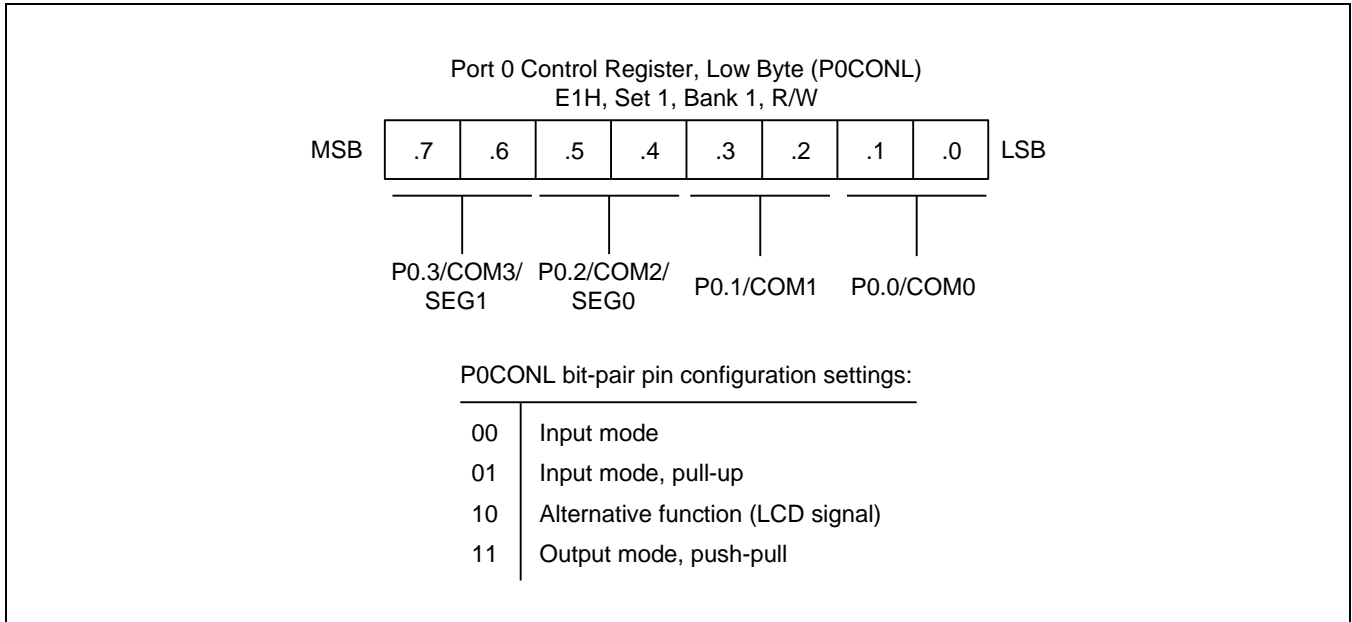 Port 0 Control Register, Low Byte (P0CONL)
E1H, Set 1, Bank 1, R/W
MSB .7 .6 .5 .4 .3 .2 .1 .0 LSB
P0.3/COM3/ P0.2/COM2/ P0.1/COM1 P0.0/COM0
SEG1 SEG0
P0CONL bit-pair pin configuration settings:
00 Input mode
01 Input mode, pull-up
10 Alternative function (LCD signal)
11 Output mode, push-pull